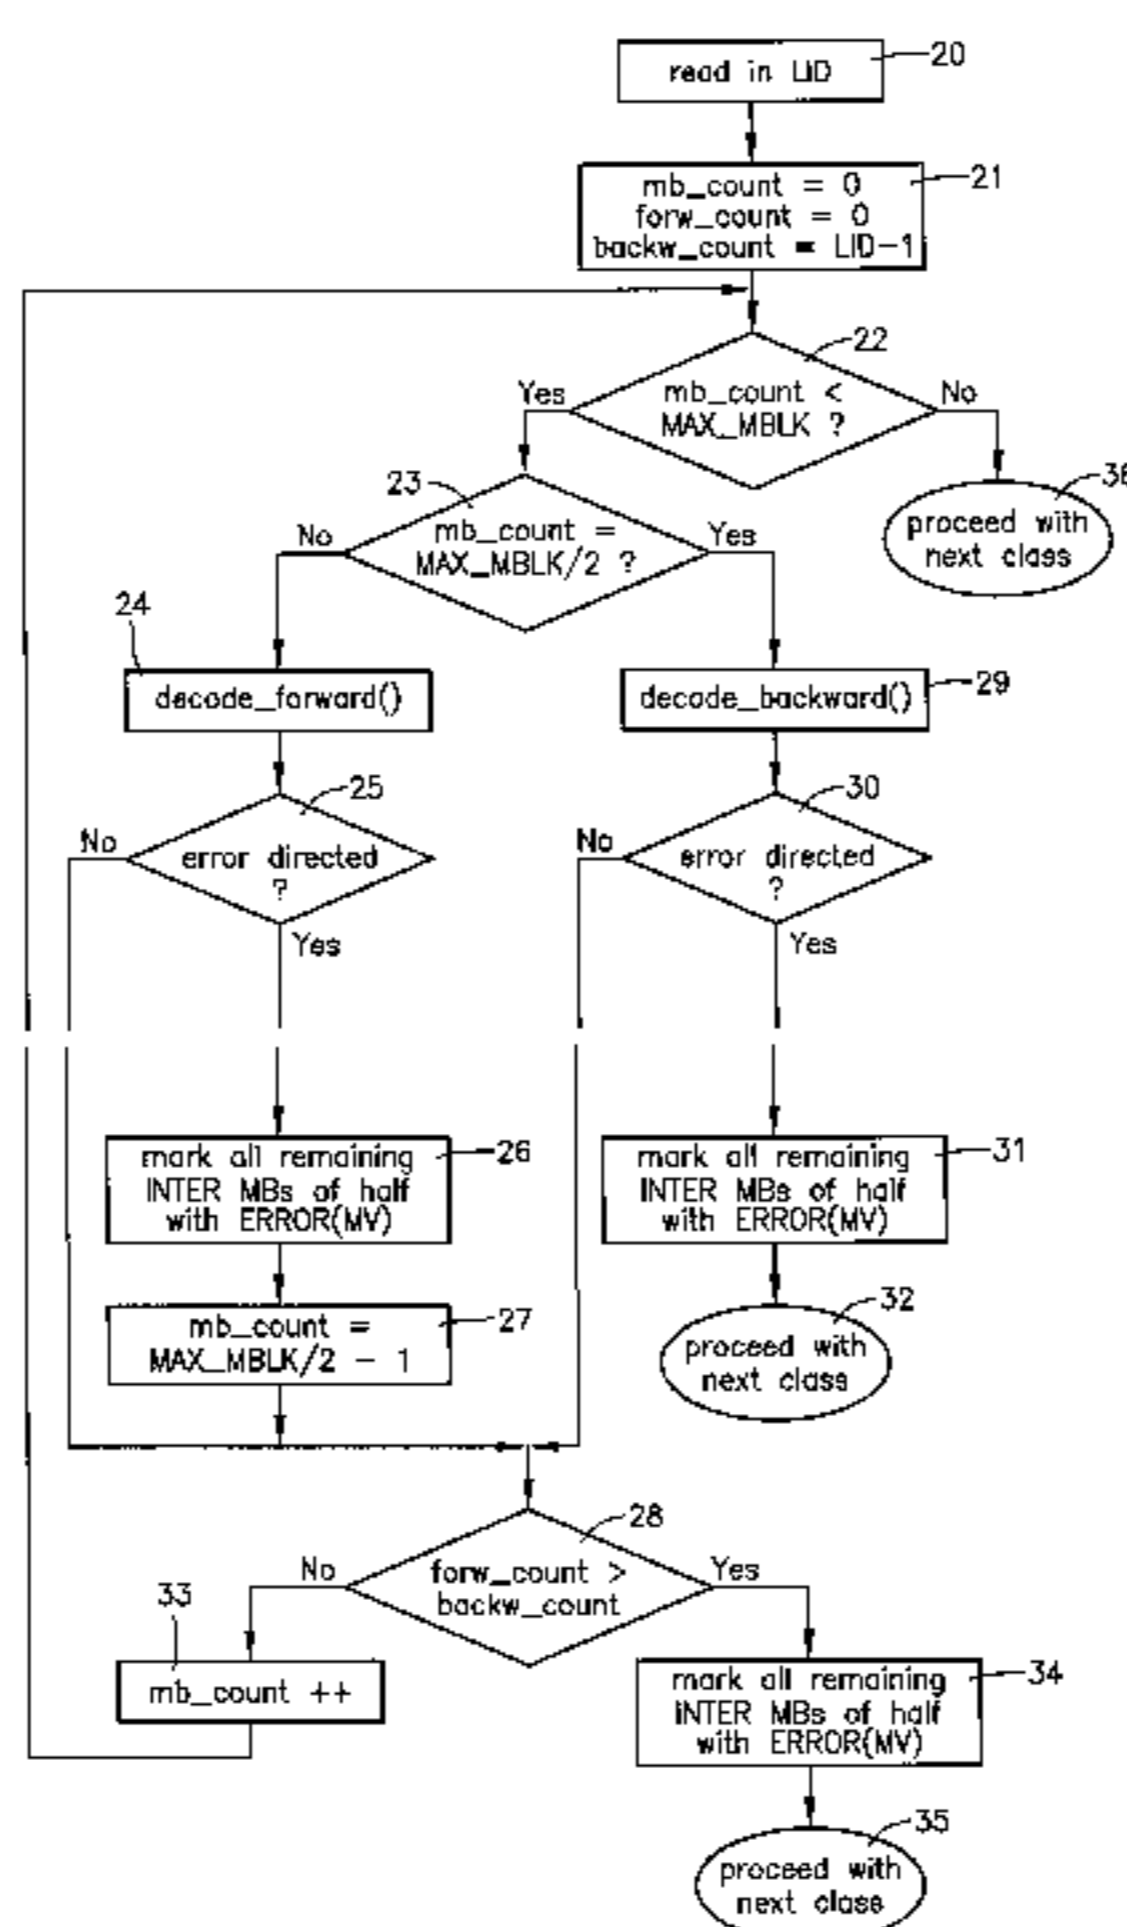 read in LID
20
mb_count = 0
forw_count = 0
backw_count = LID-1
21
mb_count <
MAX_MBLK ?
22
Yes
No
mb_count =
MAX_MBLK/2 ?
23
No
Yes
proceed with
next class
36
24
decode_forward()
decode_backward()
29
error directed
?
25
No
Yes
error directed
?
30
No
Yes
mark all remaining
INTER MBs of half
with ERROR(MV)
26
mark all remaining
INTER MBs of half
with ERROR(MV)
31
mb_count =
MAX_MBLK/2 - 1
27
proceed with
next class
32
forw_count >
backw_count
28
No
Yes
33
mb_count ++
mark all remaining
INTER MBs of half
with ERROR(MV)
34
proceed with
next class
35